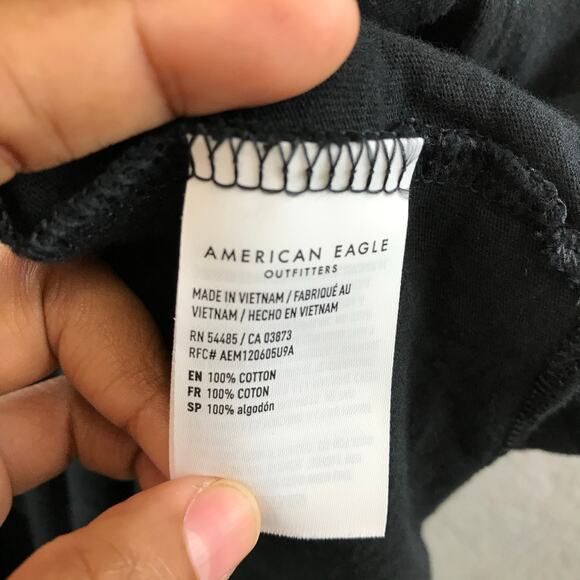 AMERICAN EAGLE
OUTFITTERS
MADE IN VIETNAM / FABRIQUÉ AU
VIETNAM / HECHO EN VIETNAM
RN 54485 / CA 03873
RFC# AEM120605U9A
EN 100% COTTON
FR 100% COTON
SP 100% algodón